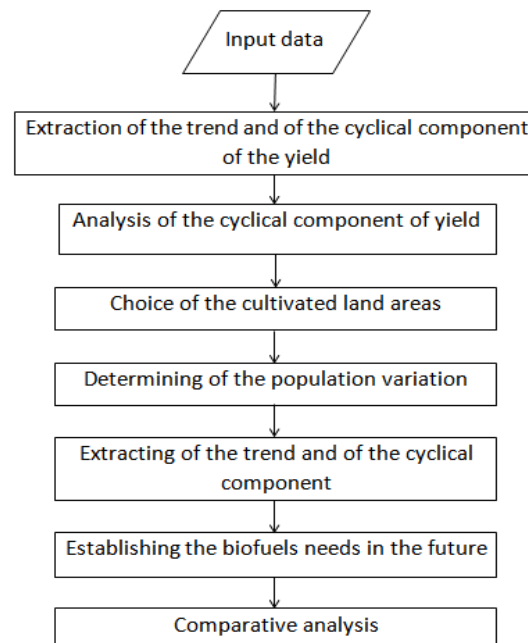 Input data
Extraction of the trend and of the cyclical component
of the yield
Analysis of the cyclical component of yield
Choice of the cultivated land areas
Determining of the population variation
Extracting of the trend and of the cyclical
component
Establishing the biofuels needs in the future
Comparative analysis